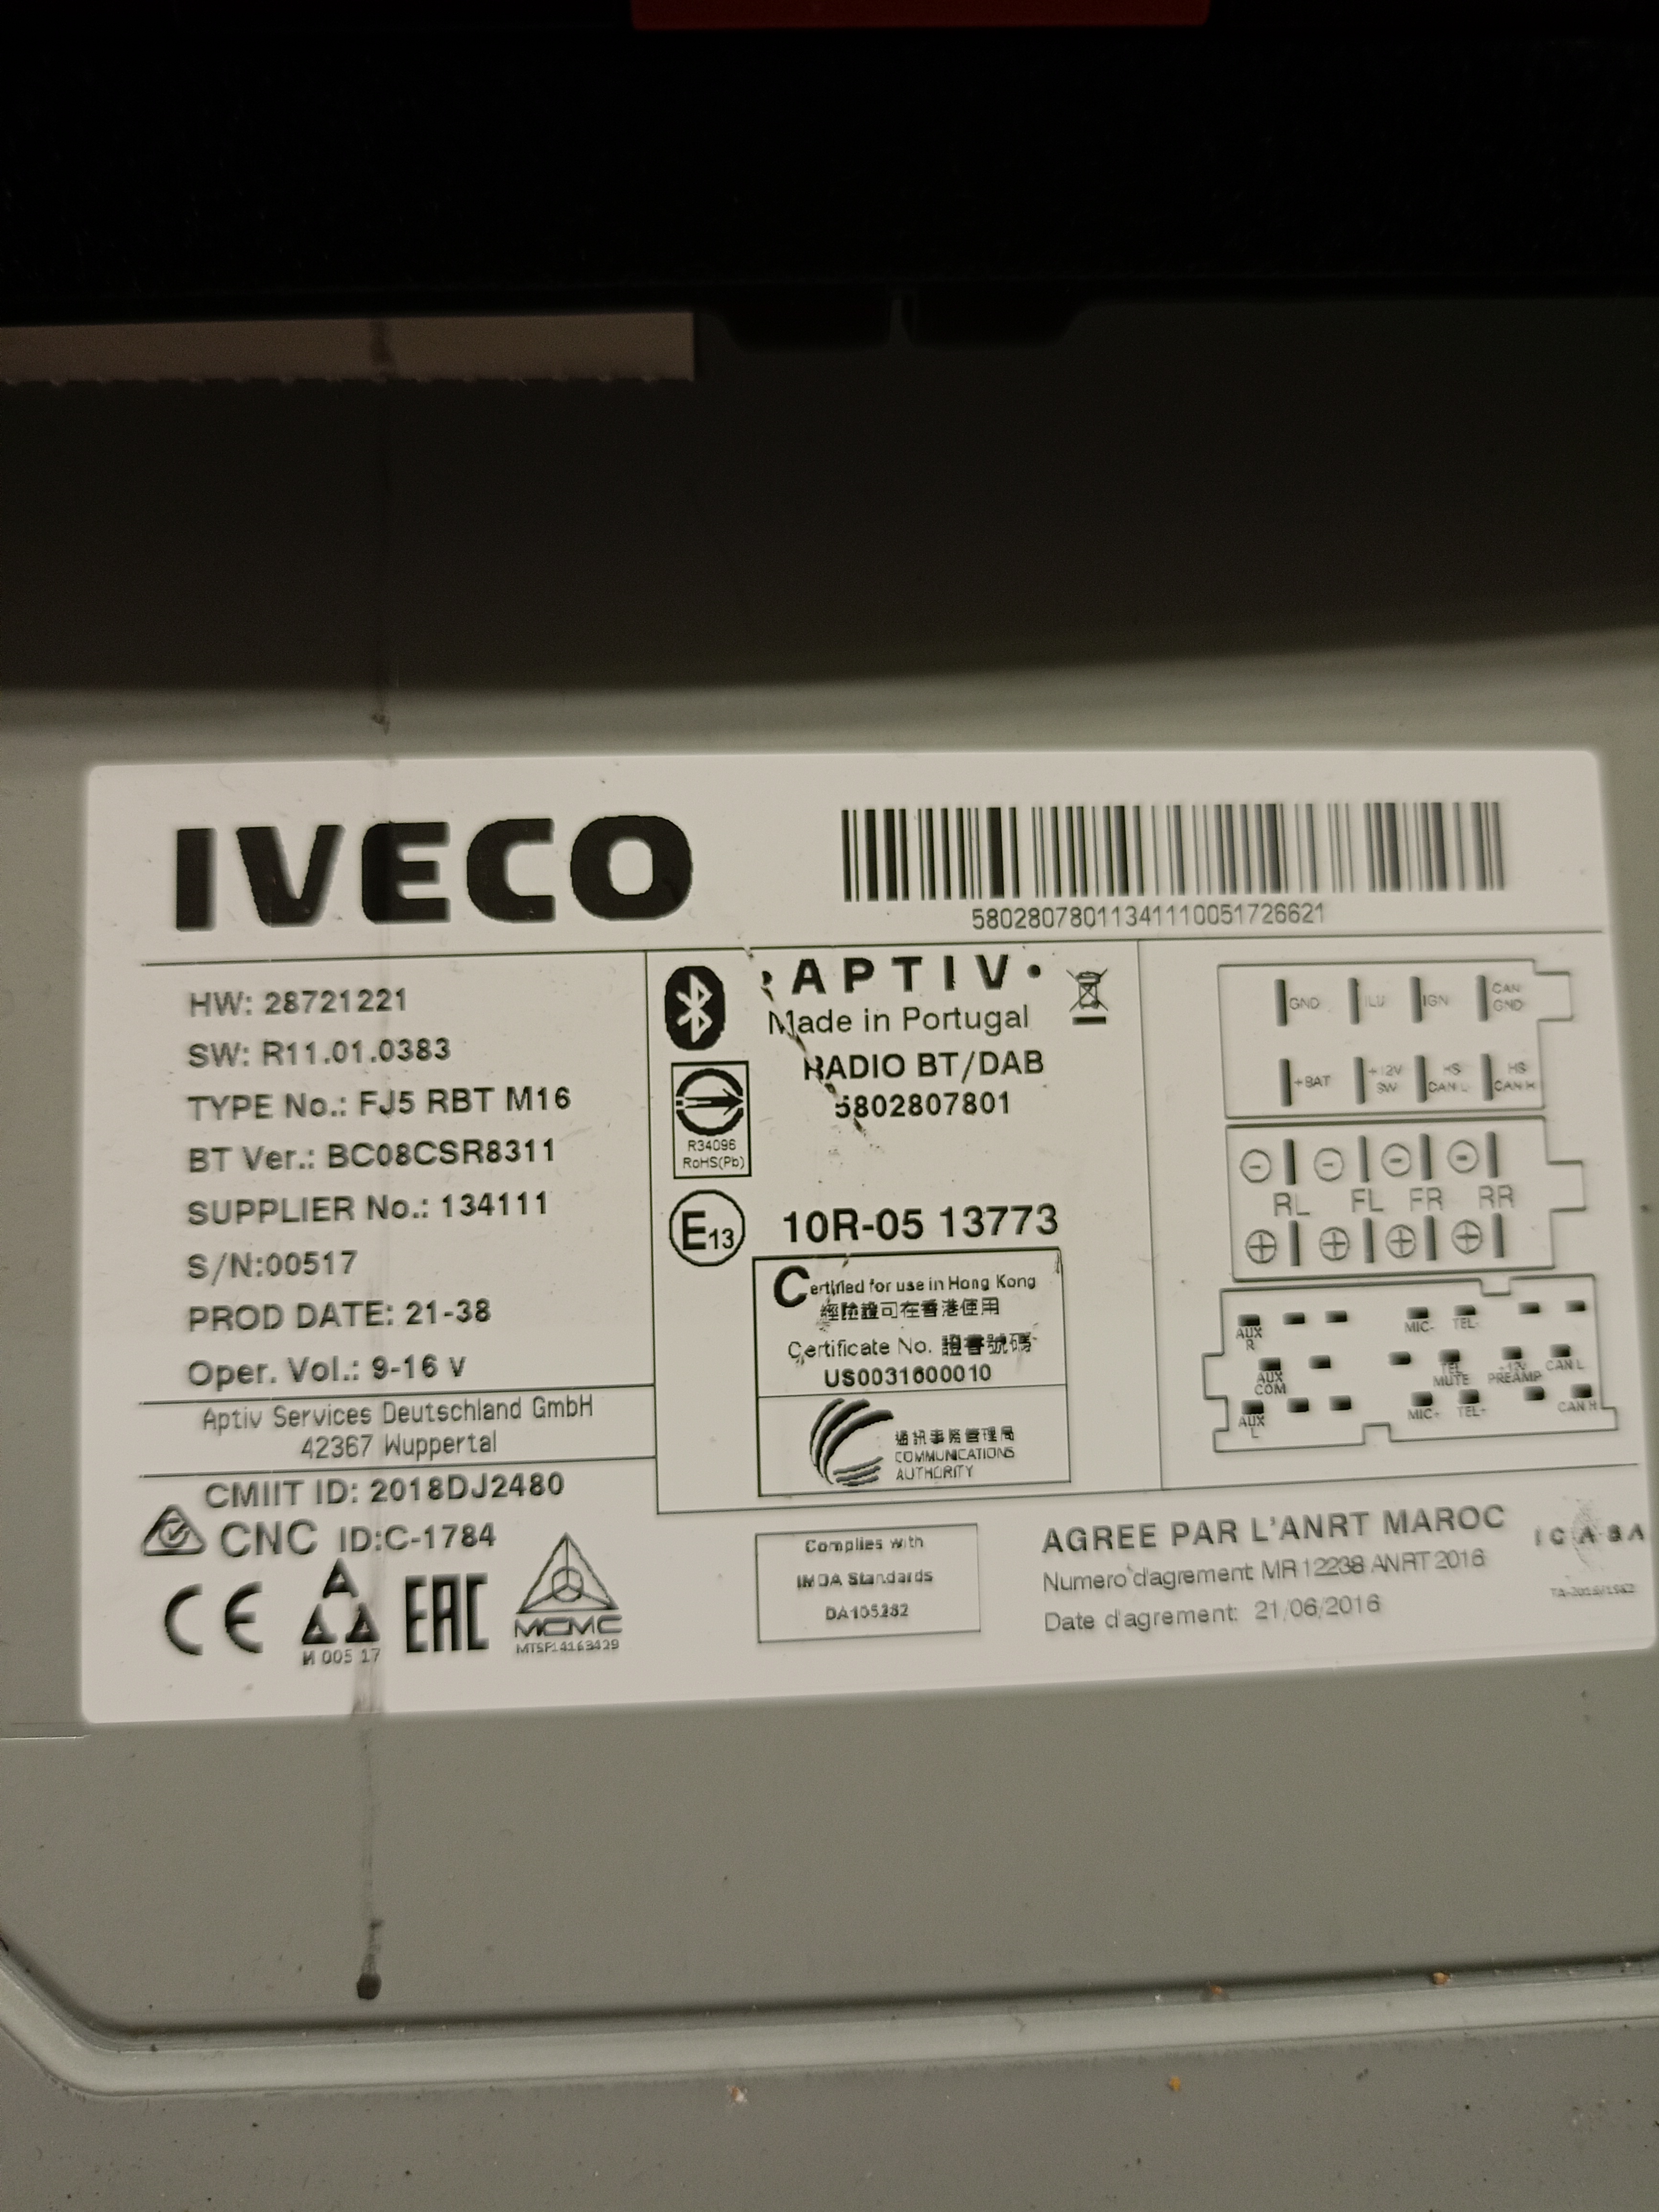 IVECO
58028078011341110051726621
HW: 28721221
SW: R11.01.0383
TYPE No.: FJ5 RBT M16
BT Ver.: BC08CSR8311
SUPPLIER No.: 134111
S/N:00517
PROD DATE: 21-38
Oper. Vol.: 9-16 v
Aptiv Services Deutschland GmbH
42367 Wuppertal
CMIIT ID: 2018DJ2480
CNC ID:C-1784
CE
EAC
MCMC
И 005 17
MTSP14163429
• APTIV •
Made in Portugal
RADIO BT/DAB
5802807801
R34096
RoHS(Pb)
E13
10R-05 13773
Certified for use in Hong Kong
經驗證可在香港使用
Certificate No. 證書號碼
US0031600010
通訊事務管理局
COMMUNICATIONS
AUTHORITY
Complies with
IMDA Standards
DA105282
GND ILU IGN CAN GND
+BAT +12V SW HS CAN L HS CAN H
RL FL FR RR
AUX R MIC- TEL-
AUX COM TEL MUTE +12V PREAMP CAN L
AUX L MIC+ TEL+ CAN H
AGREE PAR L'ANRT MAROC
Numero d'agrement MR 12238 ANRT 2016
Date d'agrement: 21/06/2016
ICASA